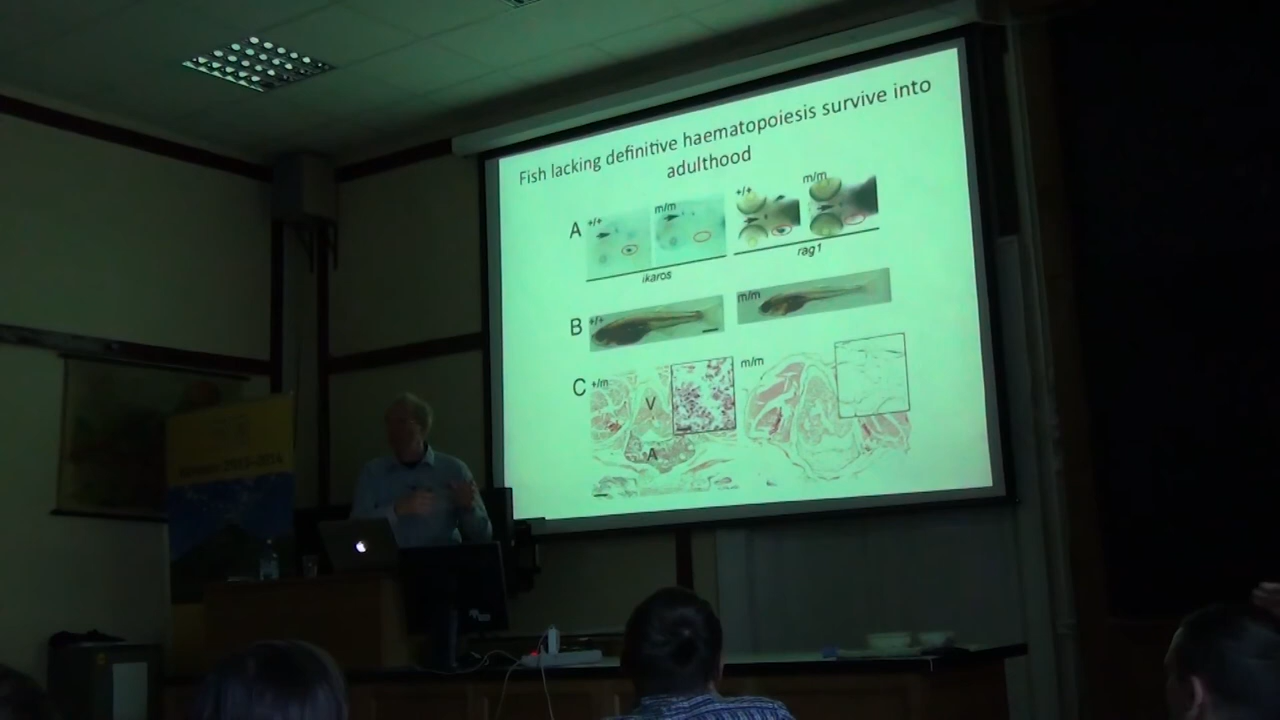 Fish lacking definitive haematopoiesis survive into
adulthood
A +/+ m/m +/+ m/m
ikaros rag1
B +/+ m/m
C +/m m/m
V
A